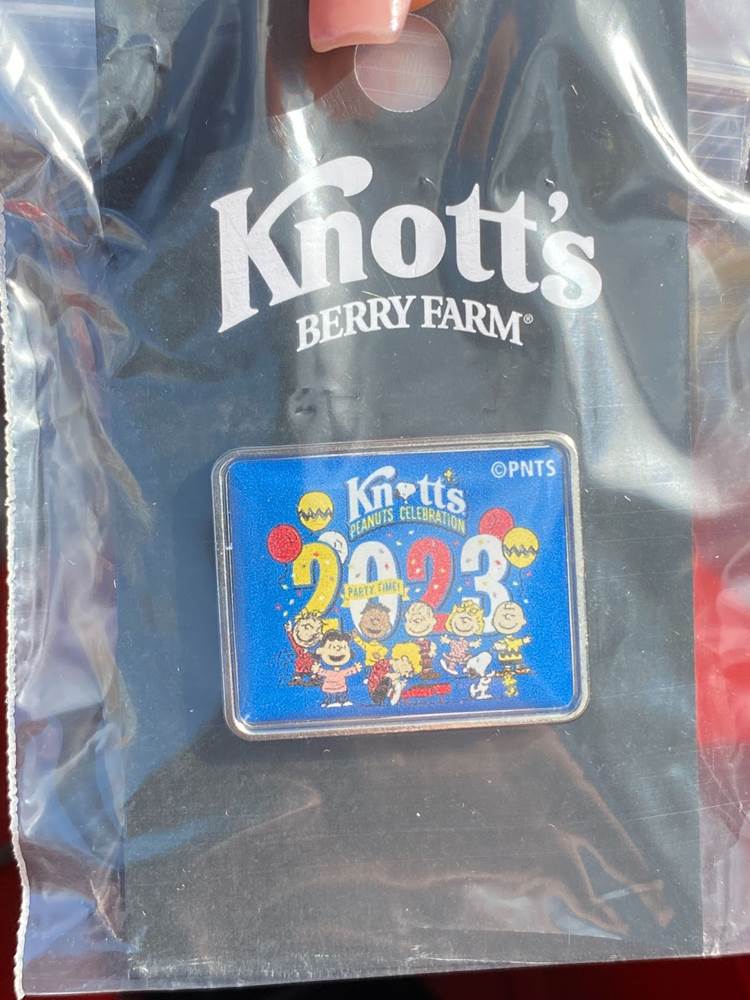 Knott's
BERRY FARM®
©PNTS
Knott's
PEANUTS CELEBRATION
2023
PARTY TIME!